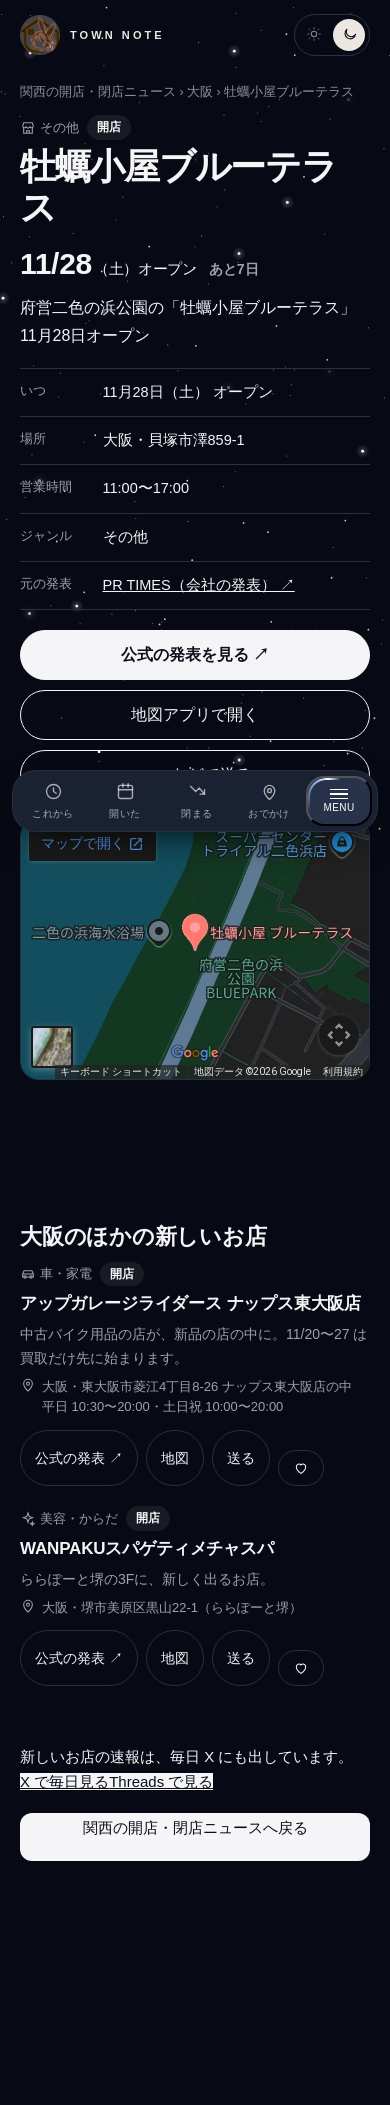 TOWN NOTE
関西の開店・閉店ニュース › 大阪 › 牡蠣小屋ブルーテラス
その他 開店
牡蠣小屋ブルーテラ
ス
11/28（土）オープン あと7日
府営二色の浜公園の「牡蠣小屋ブルーテラス」
11月28日オープン
いつ 11月28日（土） オープン
場所 大阪・貝塚市澤859-1
営業時間 11:00〜17:00
ジャンル その他
元の発表 PR TIMES（会社の発表） ↗
公式の発表を見る ↗
地図アプリで開く
これから 開いた 閉まる おでかけ MENU
マップで開く
スーパーセンター
トライアル二色浜店
二色の浜海水浴場
牡蠣小屋 ブルーテラス
府営二色の浜
公園
BLUEPARK
Google
キーボード ショートカット 地図データ ©2026 Google 利用規約
大阪のほかの新しいお店
車・家電 開店
アップガレージライダース ナップス東大阪店
中古バイク用品の店が、新品の店の中に。11/20〜27 は
買取だけ先に始まります。
大阪・東大阪市菱江4丁目8-26 ナップス東大阪店の中
平日 10:30〜20:00・土日祝 10:00〜20:00
公式の発表 ↗ 地図 送る
美容・からだ 開店
WANPAKUスパゲティメチャスパ
ららぽーと堺の3Fに、新しく出るお店。
大阪・堺市美原区黒山22-1（ららぽーと堺）
公式の発表 ↗ 地図 送る
新しいお店の速報は、毎日 X にも出しています。
X で毎日見るThreads で見る
関西の開店・閉店ニュースへ戻る